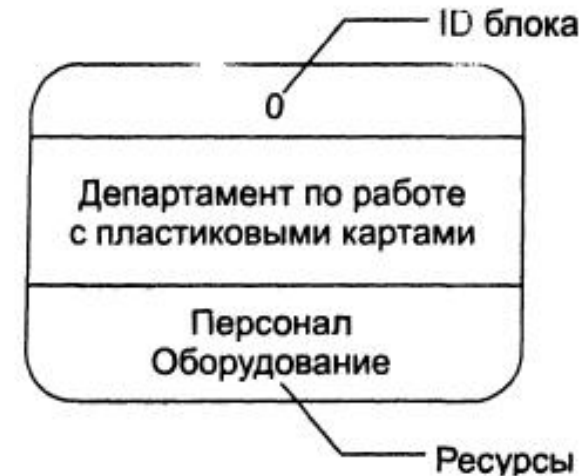 ID блока
0
Департамент по работе
с пластиковыми картами
Персонал
Оборудование
Ресурсы